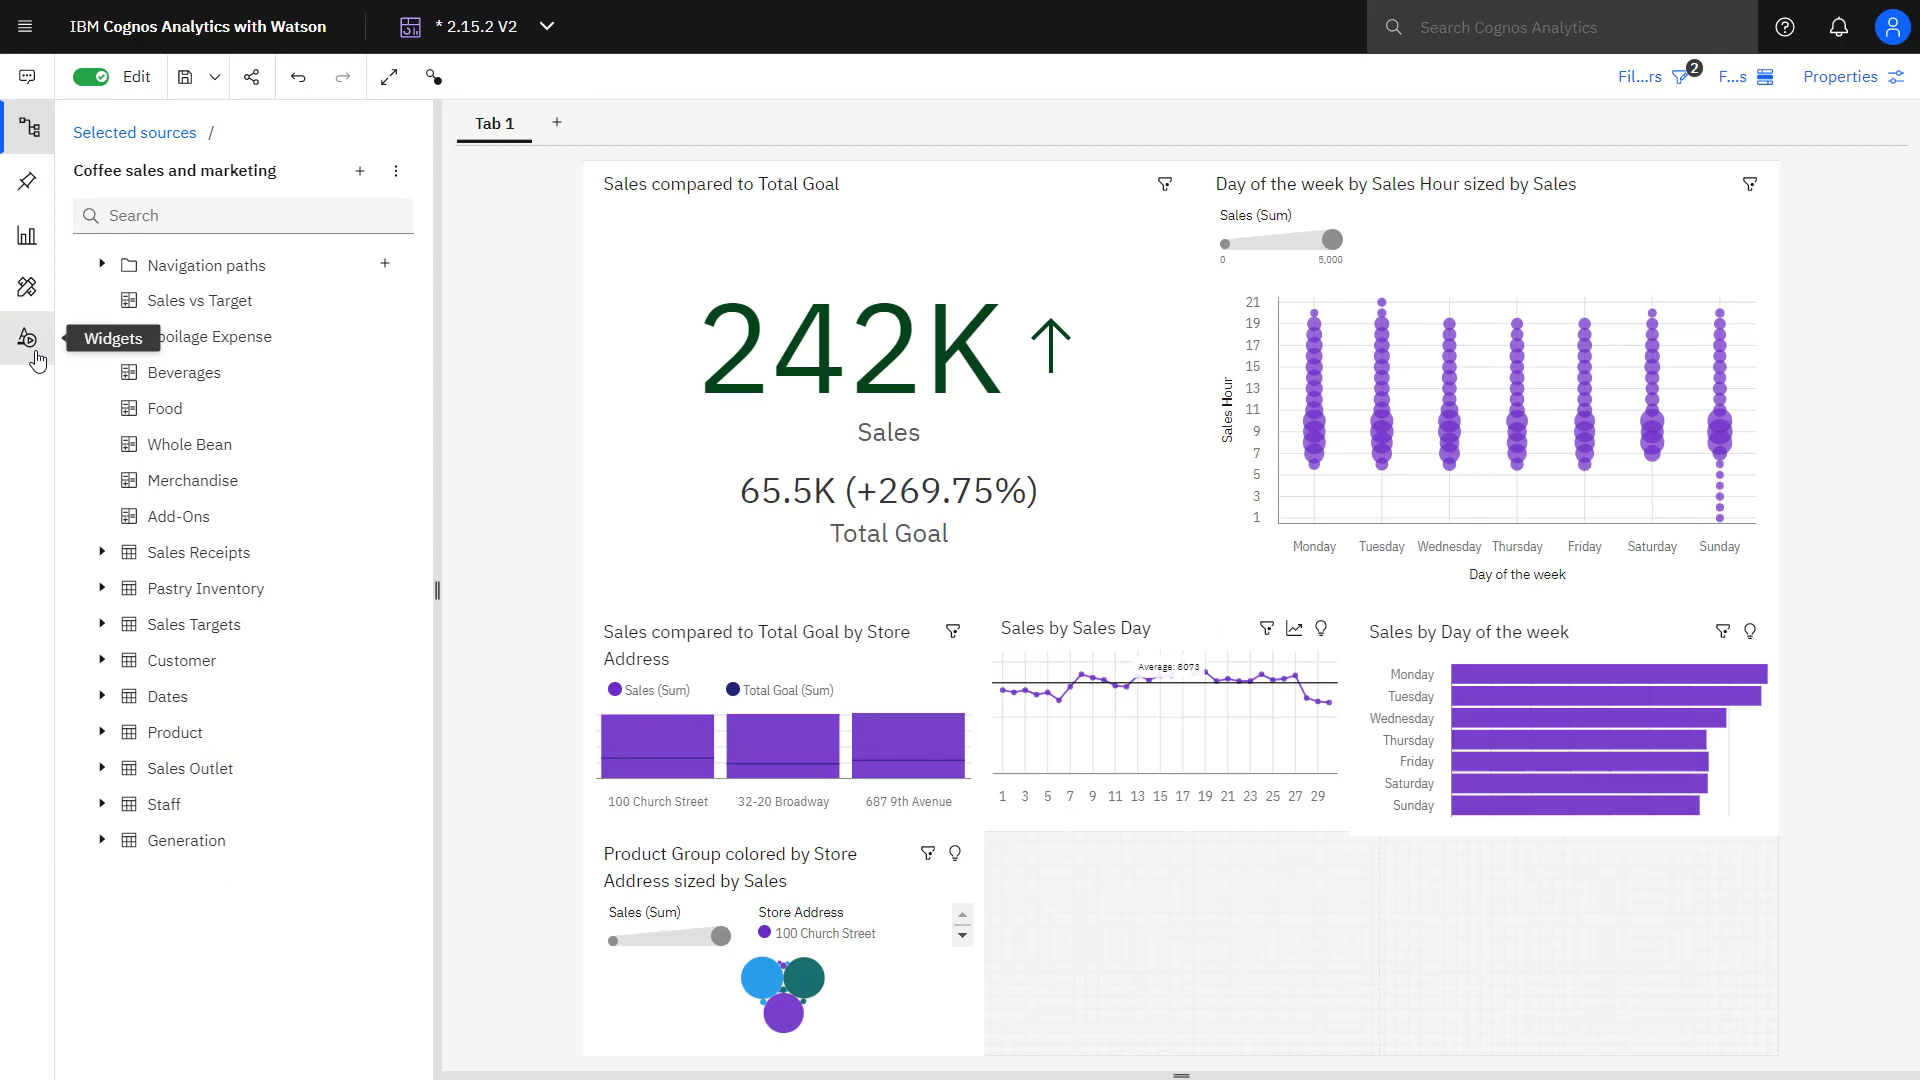 IBM Cognos Analytics with Watson
* 2.15.2 V2
Search Cognos Analytics
Edit
Fil...rs
2
F...s
Properties
Selected sources /
Coffee sales and marketing
Search
Navigation paths
Sales vs Target
Widgets
oilage Expense
Beverages
Food
Whole Bean
Merchandise
Add-Ons
Sales Receipts
Pastry Inventory
Sales Targets
Customer
Dates
Product
Sales Outlet
Staff
Generation
Tab 1
Sales compared to Total Goal
242K
Sales
65.5K (+269.75%)
Total Goal
Day of the week by Sales Hour sized by Sales
Sales (Sum)
0 5,000
Sales Hour
21
19
17
15
13
11
9
7
5
3
1
Monday Tuesday Wednesday Thursday Friday Saturday Sunday
Day of the week
Sales compared to Total Goal by Store
Address
Sales (Sum) Total Goal (Sum)
100 Church Street 32-20 Broadway 687 9th Avenue
Sales by Sales Day
Average: 8073
1 3 5 7 9 11 13 15 17 19 21 23 25 27 29
Sales by Day of the week
Monday
Tuesday
Wednesday
Thursday
Friday
Saturday
Sunday
Product Group colored by Store
Address sized by Sales
Sales (Sum)
Store Address
100 Church Street